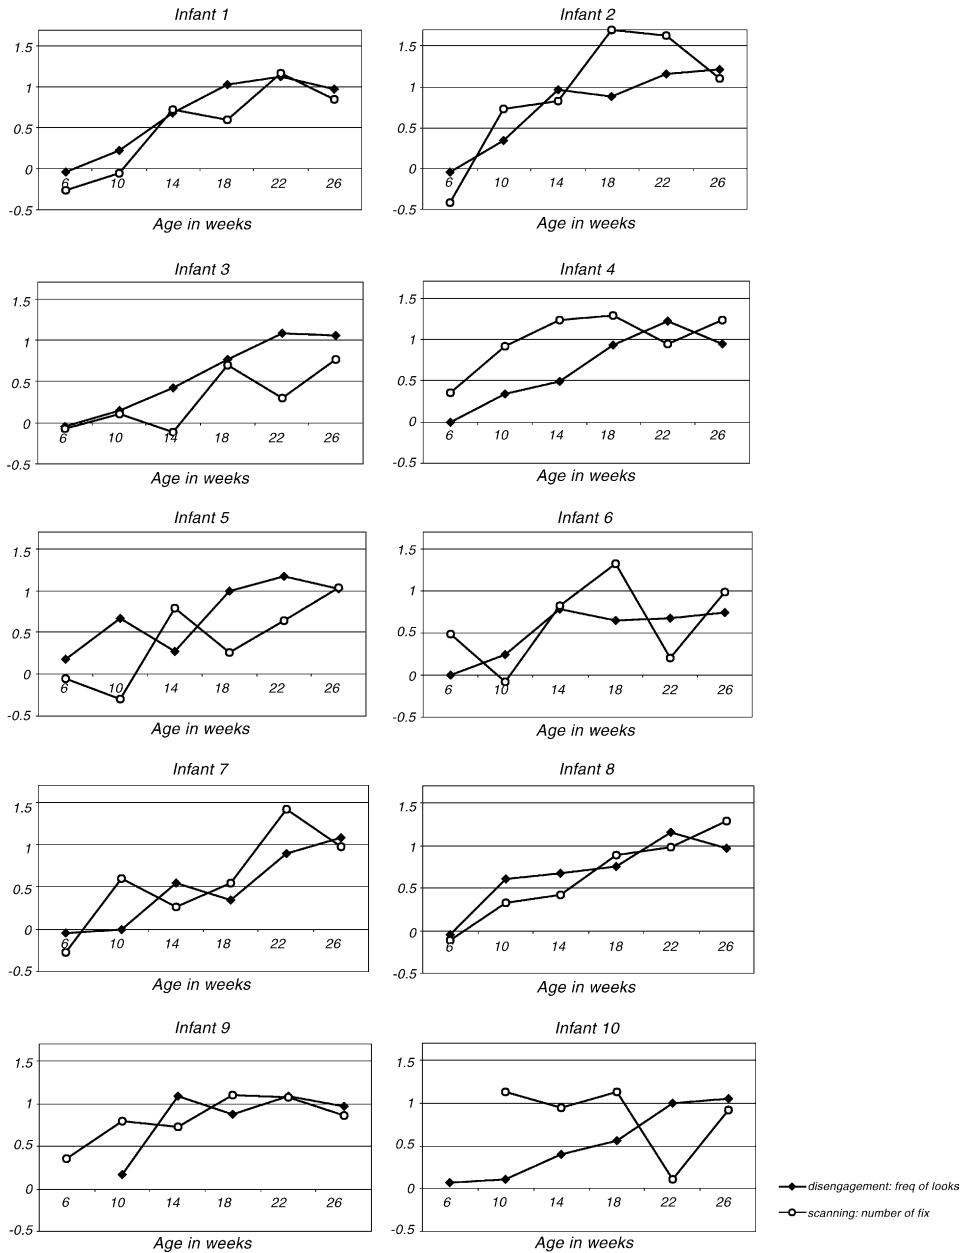 Infant 1
1.5
1
0.5
0
-0.5
6 10 14 18 22 26
Age in weeks
Infant 2
1.5
1
0.5
0
-0.5
6 10 14 18 22 26
Age in weeks
Infant 3
1.5
1
0.5
0
-0.5
6 10 14 18 22 26
Age in weeks
Infant 4
1.5
1
0.5
0
-0.5
6 10 14 18 22 26
Age in weeks
Infant 5
1.5
1
0.5
0
-0.5
6 10 14 18 22 26
Age in weeks
Infant 6
1.5
1
0.5
0
-0.5
6 10 14 18 22 26
Age in weeks
Infant 7
1.5
1
0.5
0
-0.5
6 10 14 18 22 26
Age in weeks
Infant 8
1.5
1
0.5
0
-0.5
6 10 14 18 22 26
Age in weeks
Infant 9
1.5
1
0.5
0
-0.5
6 10 14 18 22 26
Age in weeks
Infant 10
1.5
1
0.5
0
-0.5
6 10 14 18 22 26
Age in weeks
disengagement: freq of looks
scanning: number of fix